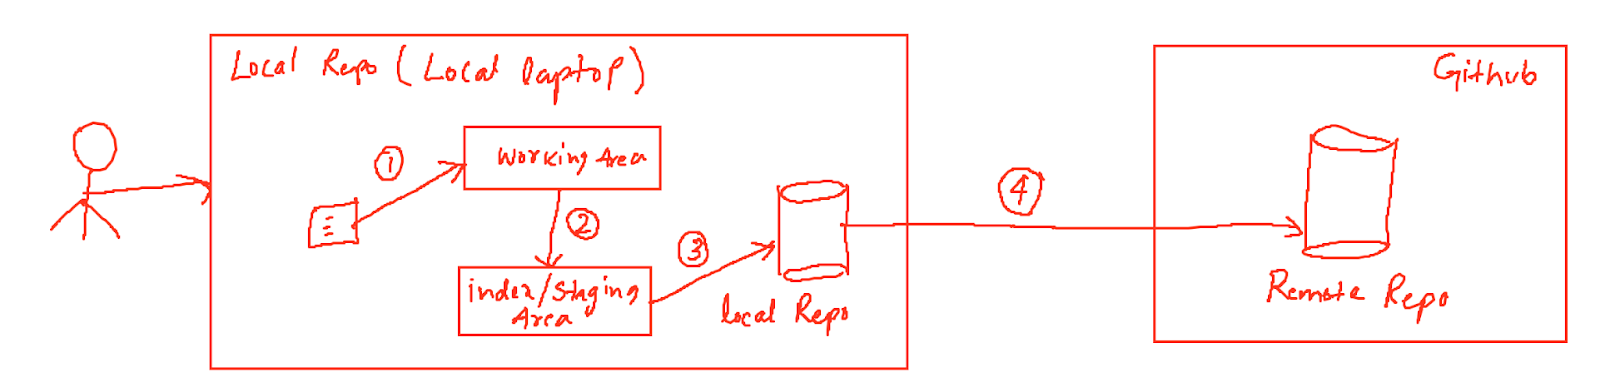 Local Repo (Local laptop)
Github
①
Working Area
②
③
④
index/Staging
Area
local Repo
Remote Repo